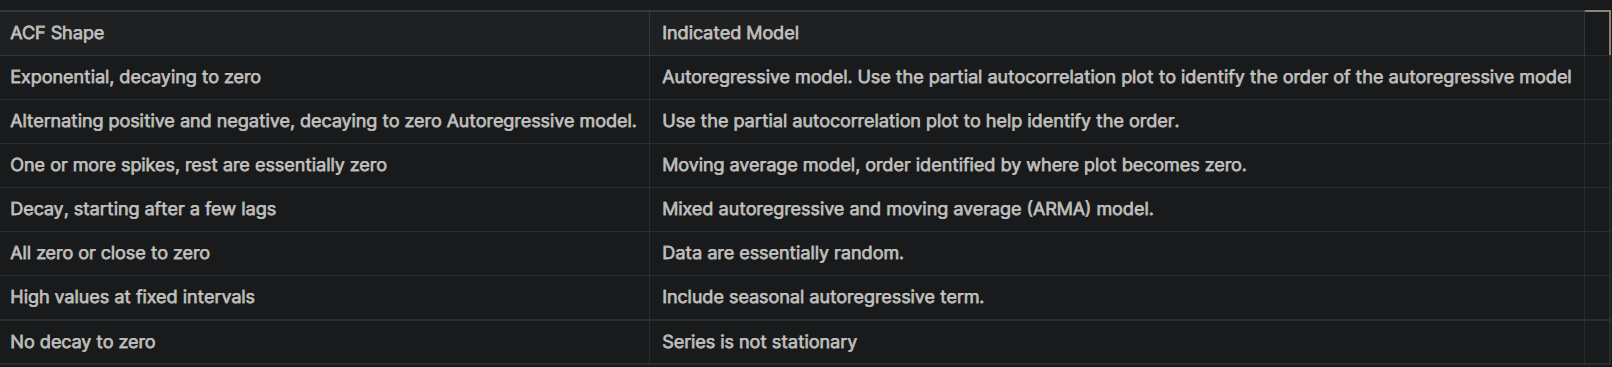 ACF Shape Indicated Model
Exponential, decaying to zero Autoregressive model. Use the partial autocorrelation plot to identify the order of the autoregressive model
Alternating positive and negative, decaying to zero Autoregressive model. Use the partial autocorrelation plot to help identify the order.
One or more spikes, rest are essentially zero Moving average model, order identified by where plot becomes zero.
Decay, starting after a few lags Mixed autoregressive and moving average (ARMA) model.
All zero or close to zero Data are essentially random.
High values at fixed intervals Include seasonal autoregressive term.
No decay to zero Series is not stationary